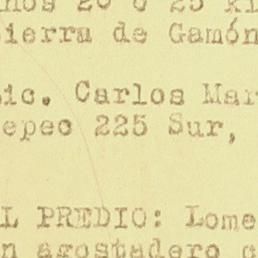 nos 20 o 25 ki
ierra de Gamón
ic. Carlos Mar
epec 225 Sur,
L PREDIO: Lome
n agostadero